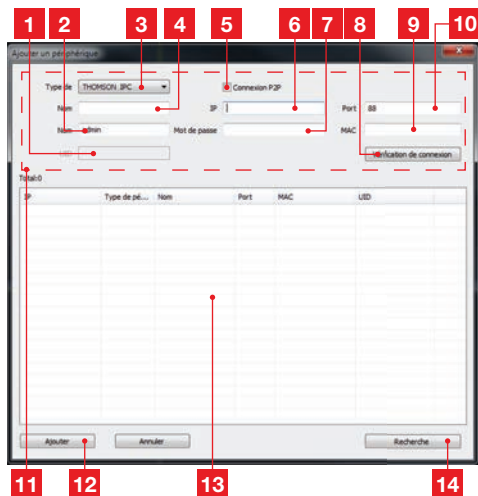 1 2 3 4 5 6 7 8 9 10
Ajouter un périphérique
Type de THOMSON IPC Connexion P2P
Nom IP Port 88
Nom admin Mot de passe MAC
UID Vérification de connexion
Total:0
IP Type de pé... Nom Port MAC UID
Ajouter Annuler Recherche
11 12 13 14